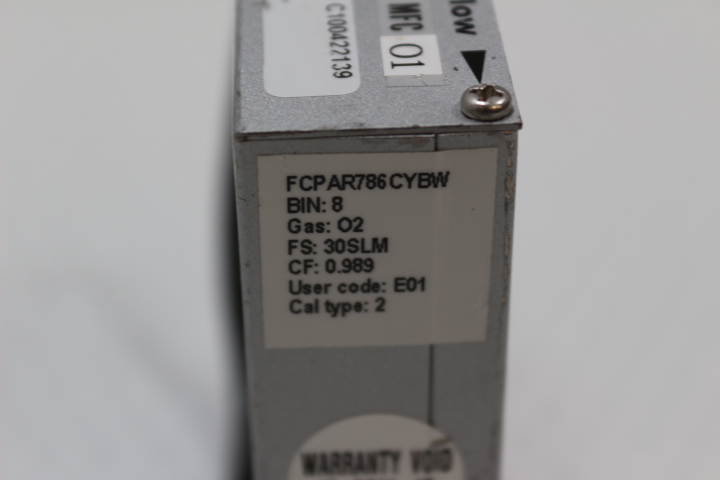 C100422139
MFC 01
low
FCPAR786CYBW
BIN: 8
Gas: O2
FS: 30SLM
CF: 0.989
User code: E01
Cal type: 2
WARRANTY VOID